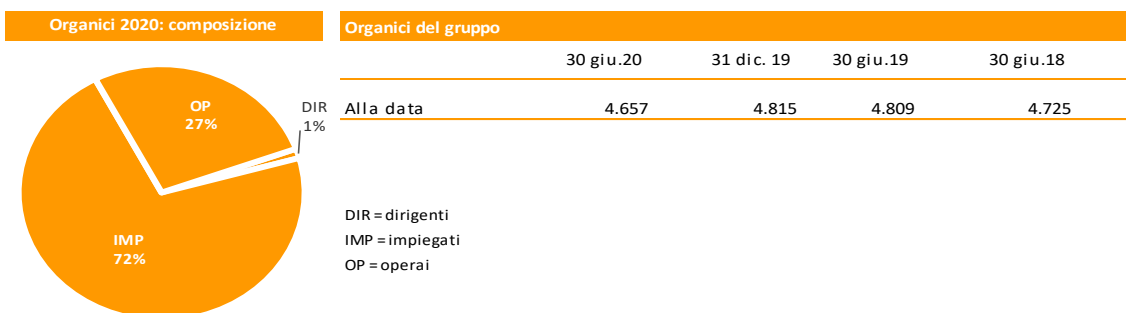 Organici 2020: composizione
OP
27%
DIR
1%
IMP
72%
Organici del gruppo
30 giu.20 31 dic. 19 30 giu.19 30 giu.18
Alla data 4.657 4.815 4.809 4.725
DIR = dirigenti
IMP = impiegati
OP = operai